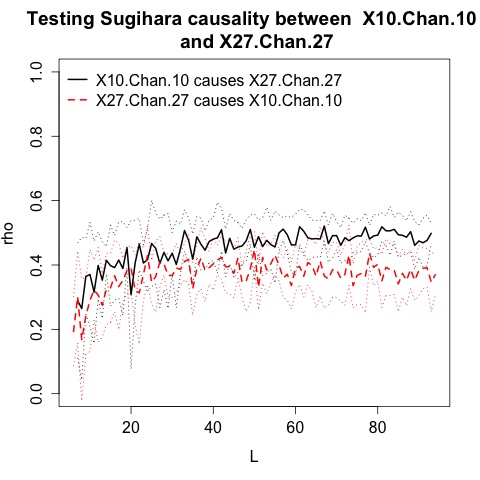 Testing Sugihara causality between  X10.Chan.10
and X27.Chan.27
X10.Chan.10 causes X27.Chan.27
X27.Chan.27 causes X10.Chan.10
rho
1.0
0.8
0.6
0.4
0.2
0.0
20 40 60 80
L